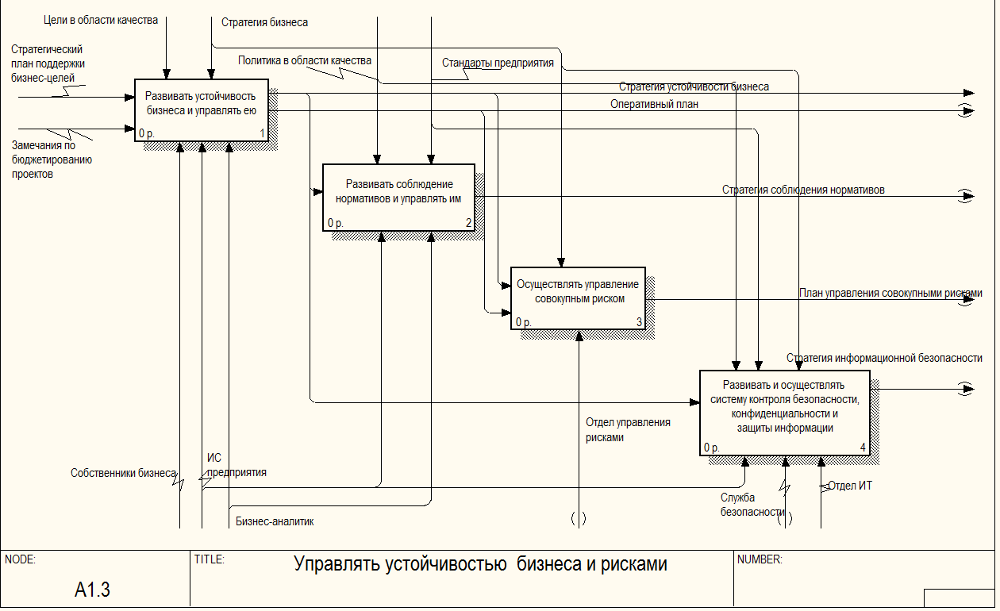 Цели в области качества
Стратегия бизнеса
Стратегический
план поддержки
бизнес-целей
Политика в области качества
Стандарты предприятия
Развивать устойчивость
бизнеса и управлять ею
0 р.
1
Стратегия устойчивости бизнеса
Оперативный план
Замечания по
бюджетированию
проектов
Развивать соблюдение
нормативов и управлять им
0 р.
2
Стратегия соблюдения нормативов
Осуществлять управление
совокупным риском
0 р.
3
План управления совокупными рисками
Стратегия информационной безопасности
Развивать и осуществлять
систему контроля безопасности,
конфиденциальности и
защиты информации
0 р.
4
Отдел управления
рисками
Собственники бизнеса
ИС
предприятия
Бизнес-аналитик
Служба
безопасности
Отдел ИТ
NODE:
A1.3
TITLE:
Управлять устойчивостью бизнеса и рисками
NUMBER: